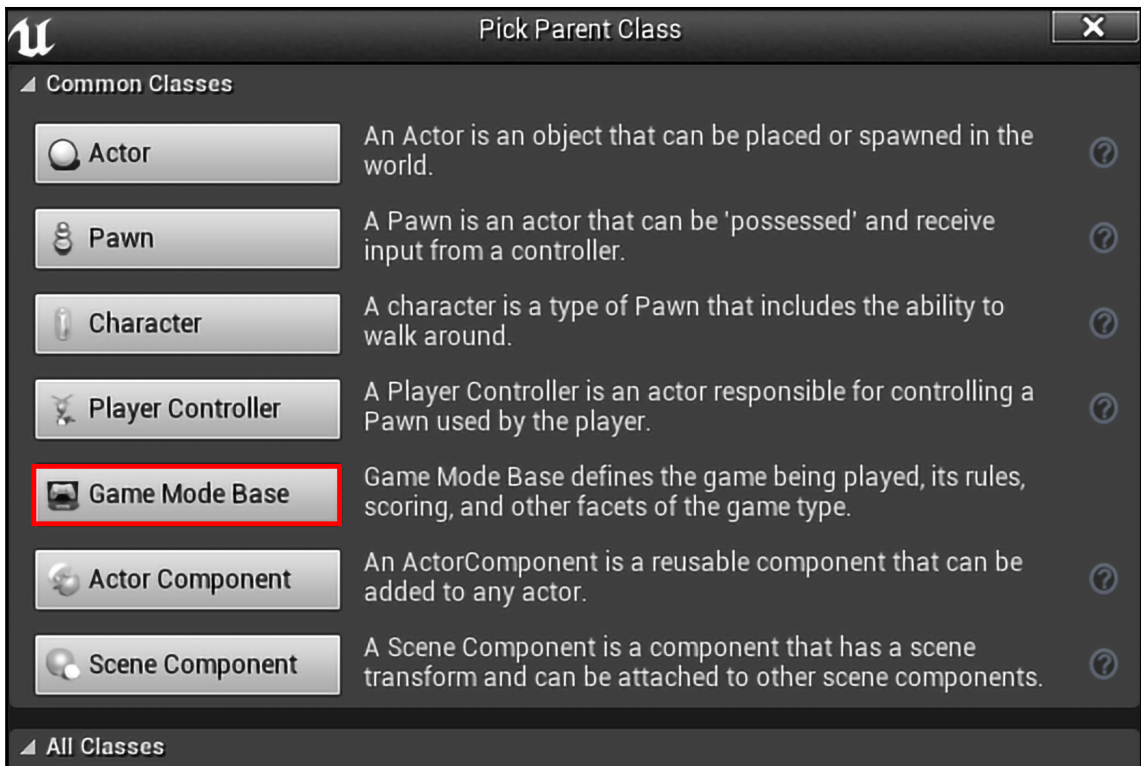 Pick Parent Class
Common Classes
Actor
An Actor is an object that can be placed or spawned in the
world.
Pawn
A Pawn is an actor that can be 'possessed' and receive
input from a controller.
Character
A character is a type of Pawn that includes the ability to
walk around.
Player Controller
A Player Controller is an actor responsible for controlling a
Pawn used by the player.
Game Mode Base
Game Mode Base defines the game being played, its rules,
scoring, and other facets of the game type.
Actor Component
An ActorComponent is a reusable component that can be
added to any actor.
Scene Component
A Scene Component is a component that has a scene
transform and can be attached to other scene components.
All Classes